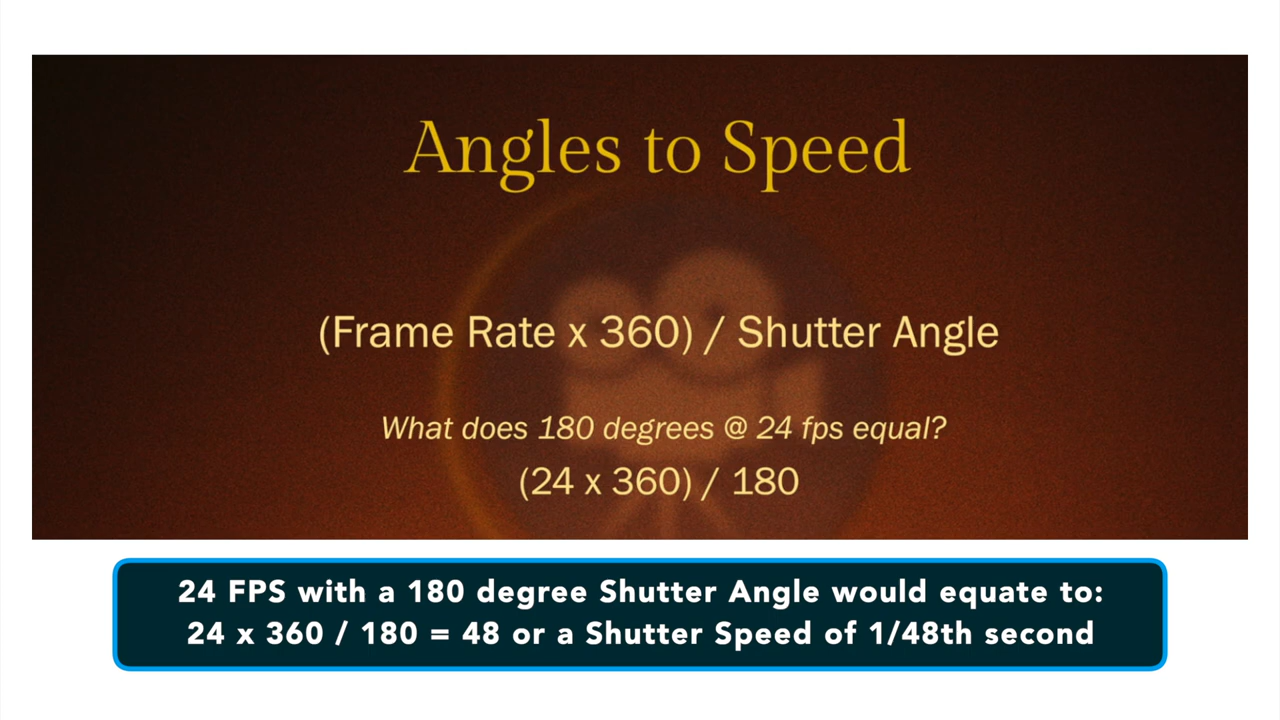 Angles to Speed
(Frame Rate x 360) / Shutter Angle
What does 180 degrees @ 24 fps equal?
(24 x 360) / 180
24 FPS with a 180 degree Shutter Angle would equate to:
24 x 360 / 180 = 48 or a Shutter Speed of 1/48th second